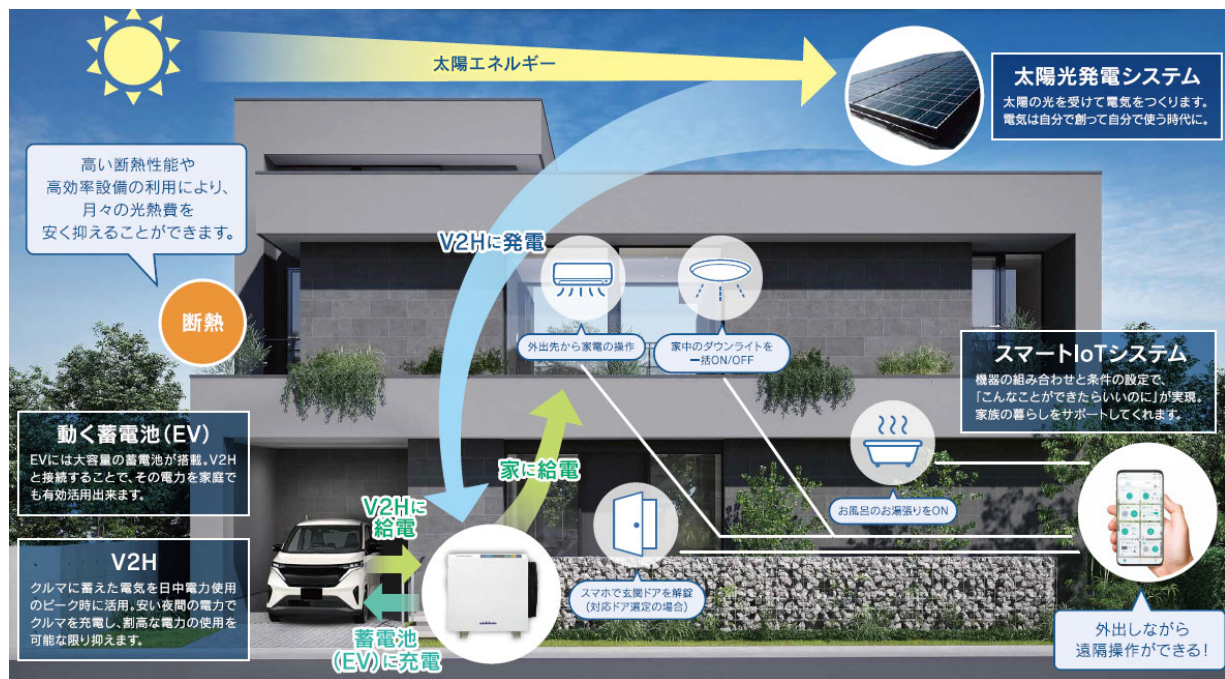 太陽エネルギー
太陽光発電システム
太陽の光を受けて電気をつくります。
電気は自分で創って自分で使う時代に。
高い断熱性能や
高効率設備の利用により、
月々の光熱費を
安く抑えることができます。
断熱
V2Hに発電
外出先から家電の操作
家中のダウンライトを
一括ON/OFF
スマートIoTシステム
機器の組み合わせと条件の設定で、
「こんなことができたらいいのに」が実現。
家族の暮らしをサポートしてくれます。
動く蓄電池(EV)
EVには大容量の蓄電池が搭載。V2H
と接続することで、その電力を家庭で
も有効活用出来ます。
家に給電
V2Hに
給電
お風呂のお湯張りをON
V2H
クルマに蓄えた電気を日中電力使用
のピーク時に活用。安い夜間の電力で
クルマを充電し、割高な電力の使用を
可能な限り抑えます。
スマホで玄関ドアを解錠
(対応ドア選定の場合)
蓄電池
(EV)に充電
外出しながら
遠隔操作ができる!